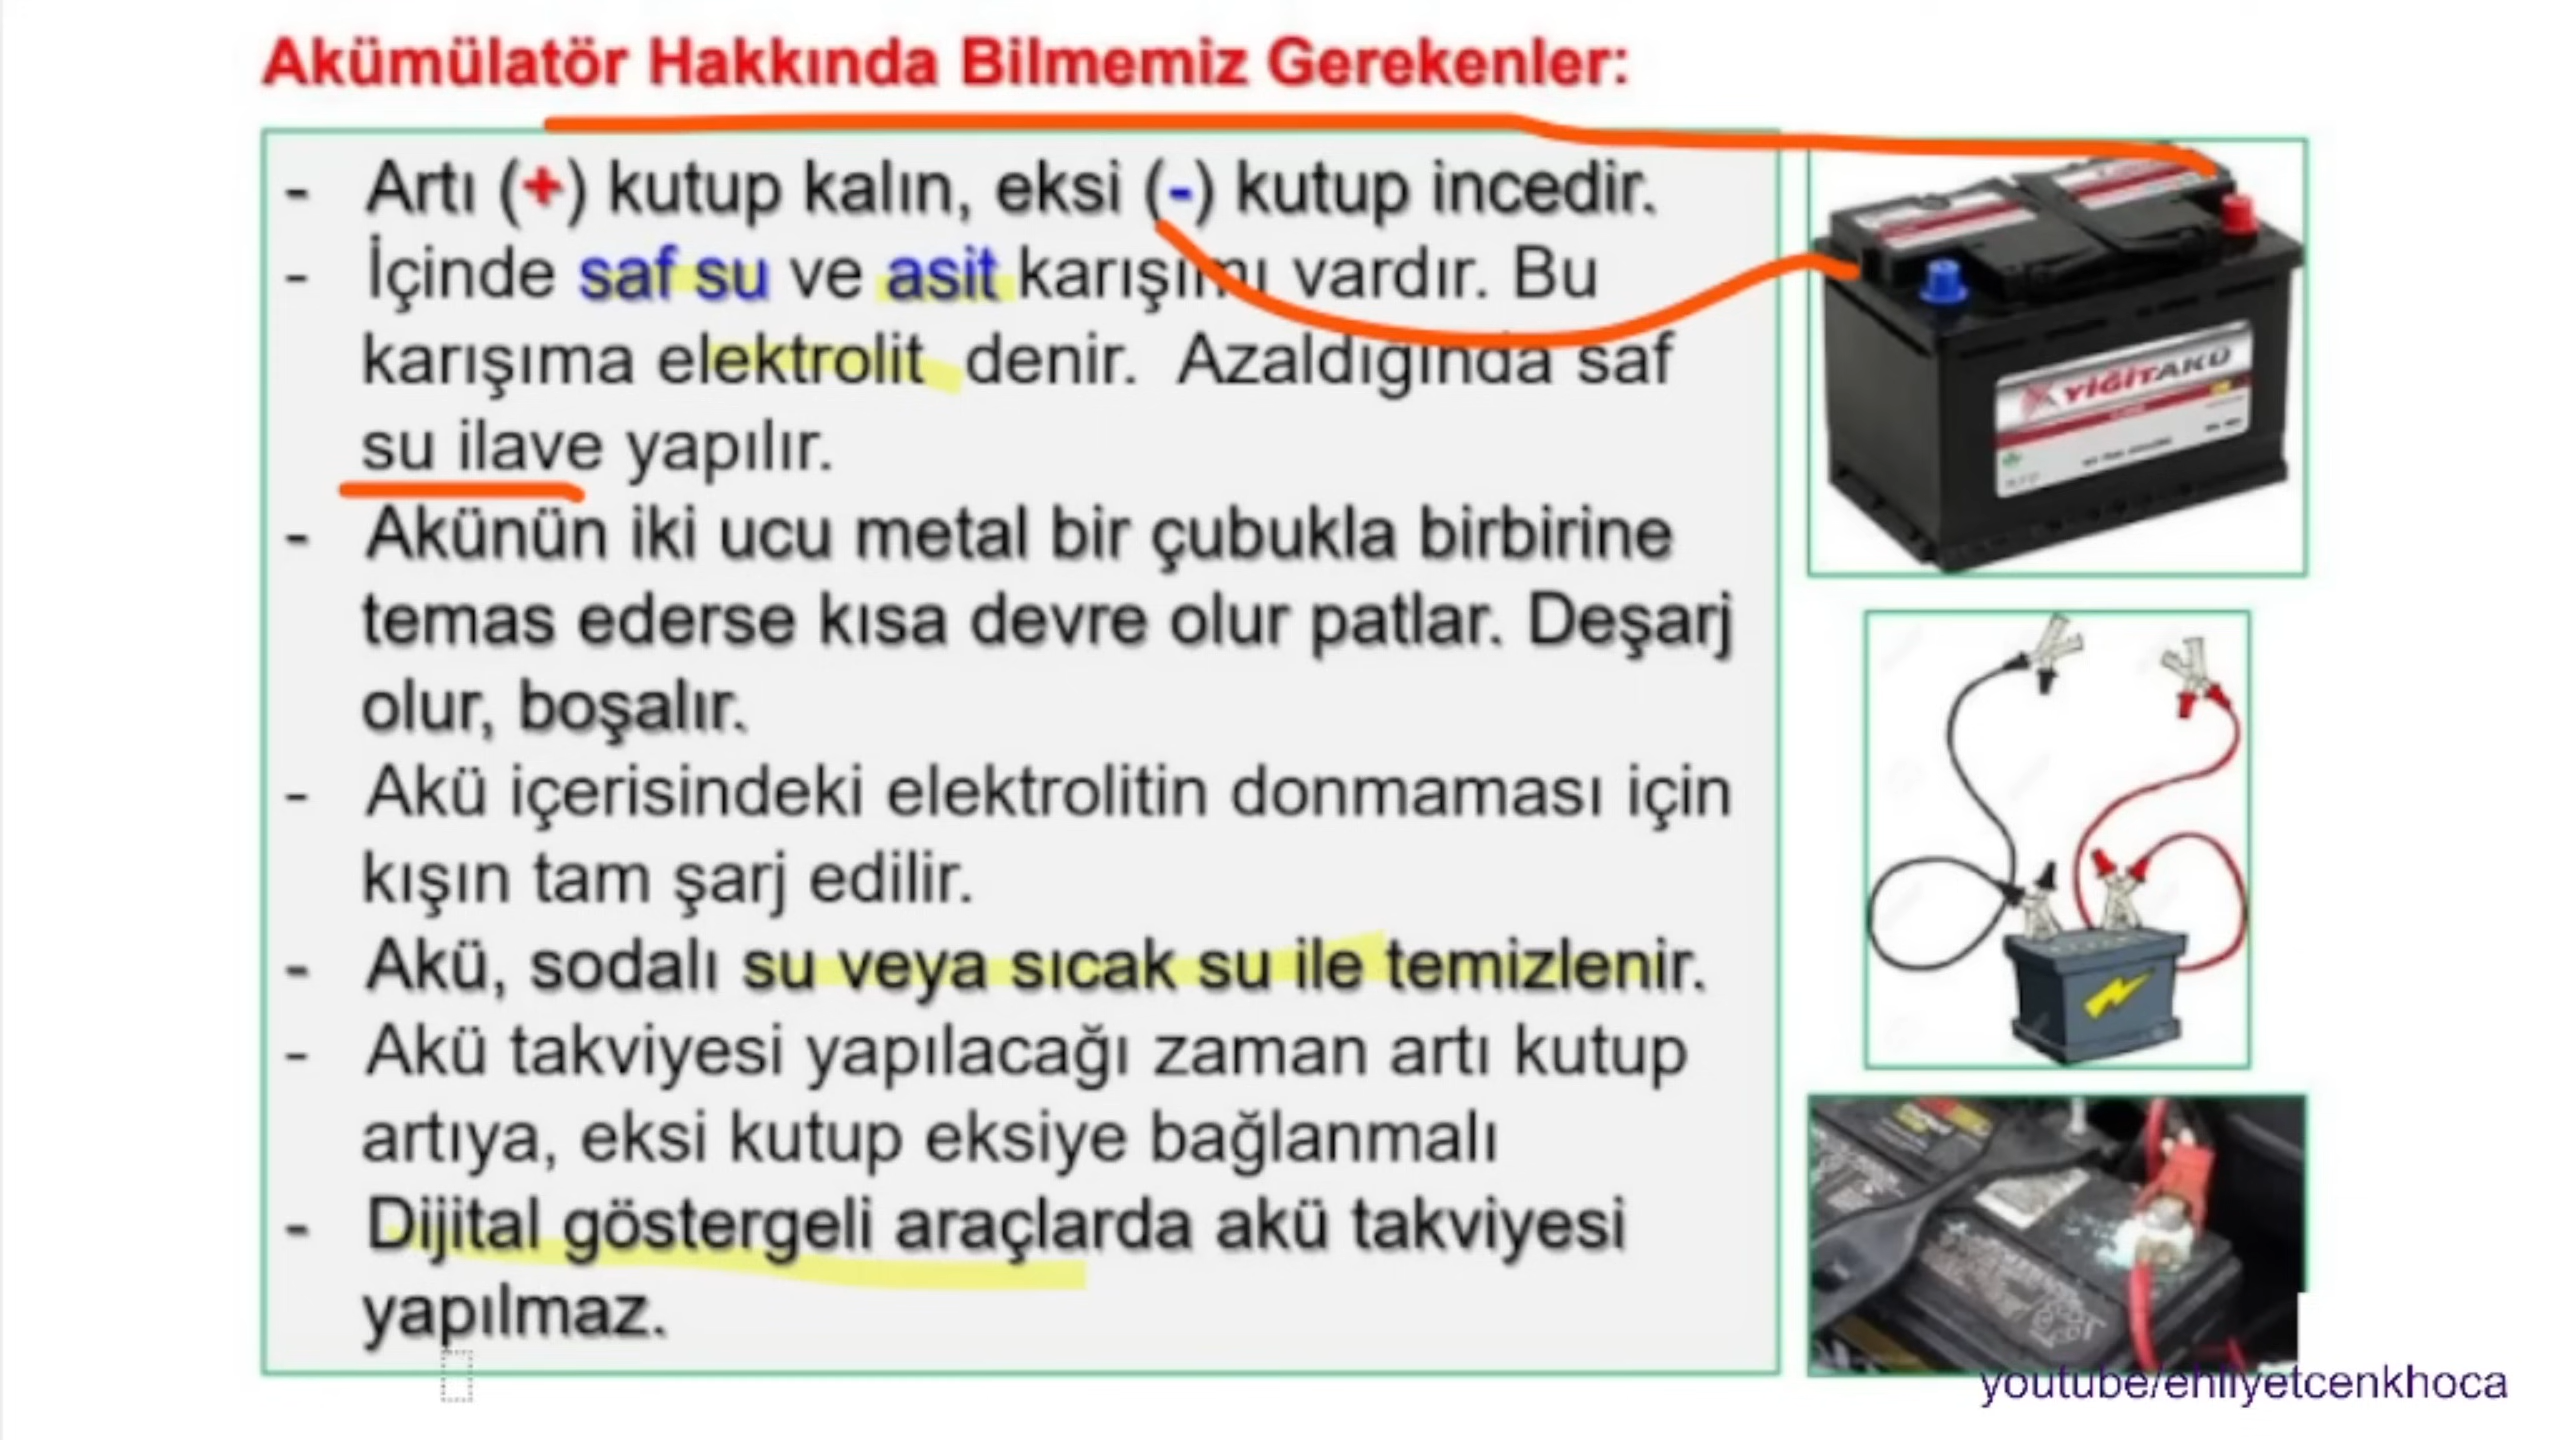 Akümülatör Hakkında Bilmemiz Gerekenler:
- Artı (+) kutup kalın, eksi (-) kutup incedir.
- İçinde saf su ve asit karışımı vardır. Bu
karışıma elektrolit denir. Azaldığında saf
su ilave yapılır.
- Akünün iki ucu metal bir çubukla birbirine
temas ederse kısa devre olur patlar. Deşarj
olur, boşalır.
- Akü içerisindeki elektrolitin donmaması için
kışın tam şarj edilir.
- Akü, sodalı su veya sıcak su ile temizlenir.
- Akü takviyesi yapılacağı zaman artı kutup
artıya, eksi kutup eksiye bağlanmalı
- Dijital göstergeli araçlarda akü takviyesi
yapılmaz.
YİĞİTAKÜ
youtube/ehliyetcenkhoca